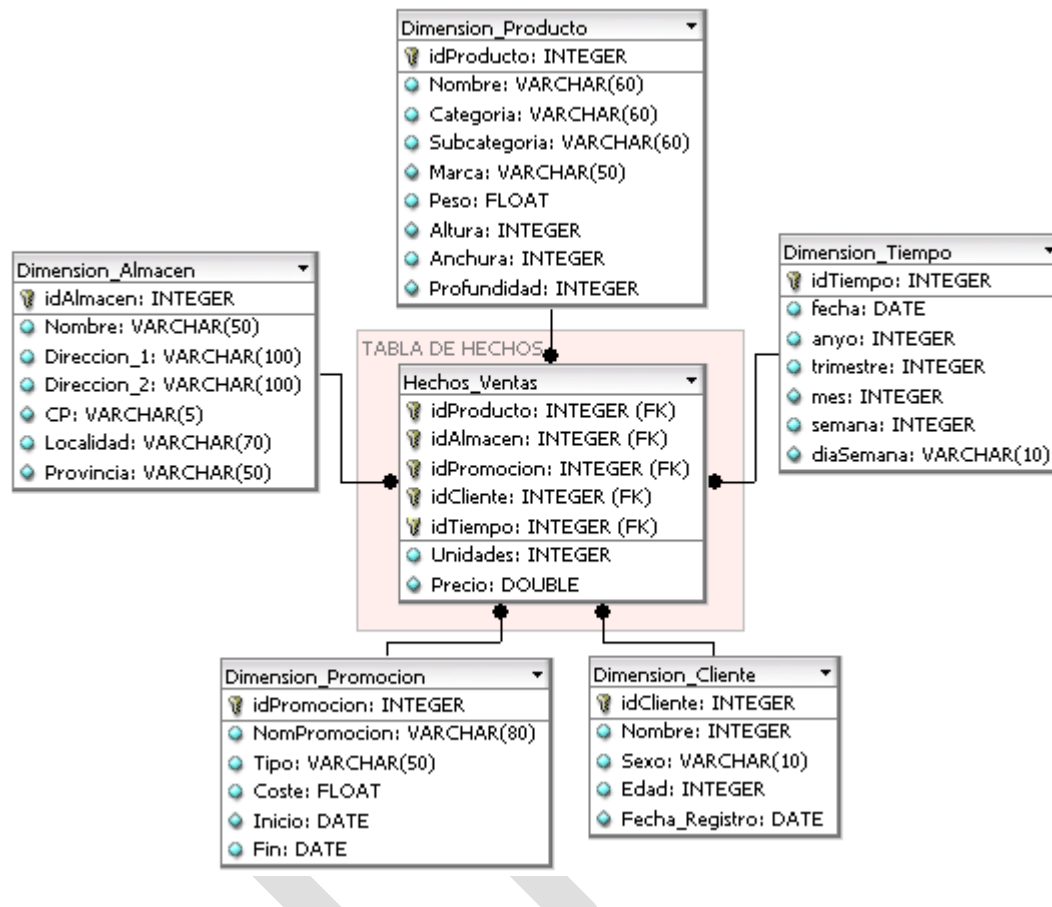 Dimension_Producto
idProducto: INTEGER
Nombre: VARCHAR(60)
Categoria: VARCHAR(60)
Subcategoria: VARCHAR(60)
Marca: VARCHAR(50)
Peso: FLOAT
Altura: INTEGER
Anchura: INTEGER
Profundidad: INTEGER
Dimension_Almacen
idAlmacen: INTEGER
Nombre: VARCHAR(50)
Direccion_1: VARCHAR(100)
Direccion_2: VARCHAR(100)
CP: VARCHAR(5)
Localidad: VARCHAR(70)
Provincia: VARCHAR(50)
TABLA DE HECHOS
Hechos_Ventas
idProducto: INTEGER (FK)
idAlmacen: INTEGER (FK)
idPromocion: INTEGER (FK)
idCliente: INTEGER (FK)
idTiempo: INTEGER (FK)
Unidades: INTEGER
Precio: DOUBLE
Dimension_Tiempo
idTiempo: INTEGER
fecha: DATE
anyo: INTEGER
trimestre: INTEGER
mes: INTEGER
semana: INTEGER
diaSemana: VARCHAR(10)
Dimension_Promocion
idPromocion: INTEGER
NomPromocion: VARCHAR(80)
Tipo: VARCHAR(50)
Coste: FLOAT
Inicio: DATE
Fin: DATE
Dimension_Cliente
idCliente: INTEGER
Nombre: INTEGER
Sexo: VARCHAR(10)
Edad: INTEGER
Fecha_Registro: DATE